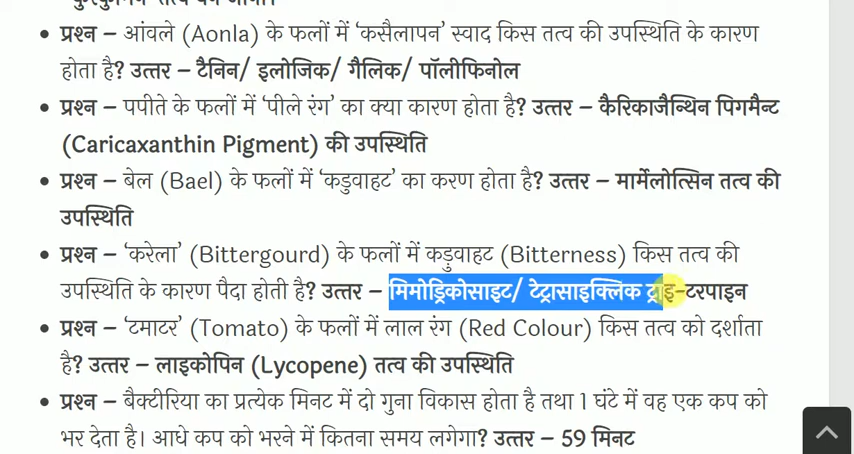 प्रश्न – आंवले (Aonla) के फलों में ‘कसैलापन’ स्वाद किस तत्व की उपस्थिति के कारण
होता है? उत्तर – टैनिन/ इलोजिक/ गैलिक/ पॉलीफिनोल
प्रश्न – पपीते के फलों में ‘पीले रंग’ का क्या कारण होता है? उत्तर – कैरिकाजैन्थिन पिगमैन्ट
(Caricaxanthin Pigment) की उपस्थिति
प्रश्न – बेल (Bael) के फलों में ‘कडुवाहट’ का करण होता है? उत्तर – मार्मेलोत्सिन तत्व की
उपस्थिति
प्रश्न – ‘करेला’ (Bittergourd) के फलों में कड़ुवाहट (Bitterness) किस तत्व की
उपस्थिति के कारण पैदा होती है? उत्तर – मिमोड्रिकोसाइट/ टेट्रासाइक्लिक ट्राइ-टरपाइन
प्रश्न – ‘टमाटर’ (Tomato) के फलों में लाल रंग (Red Colour) किस तत्व को दर्शाता
है? उत्तर – लाइकोपिन (Lycopene) तत्व की उपस्थिति
प्रश्न – बैक्टीरिया का प्रत्येक मिनट में दो गुना विकास होता है तथा 1 घंटे में वह एक कप को
भर देता है। आधे कप को भरने में कितना समय लगेगा? उत्तर – 59 मिनट